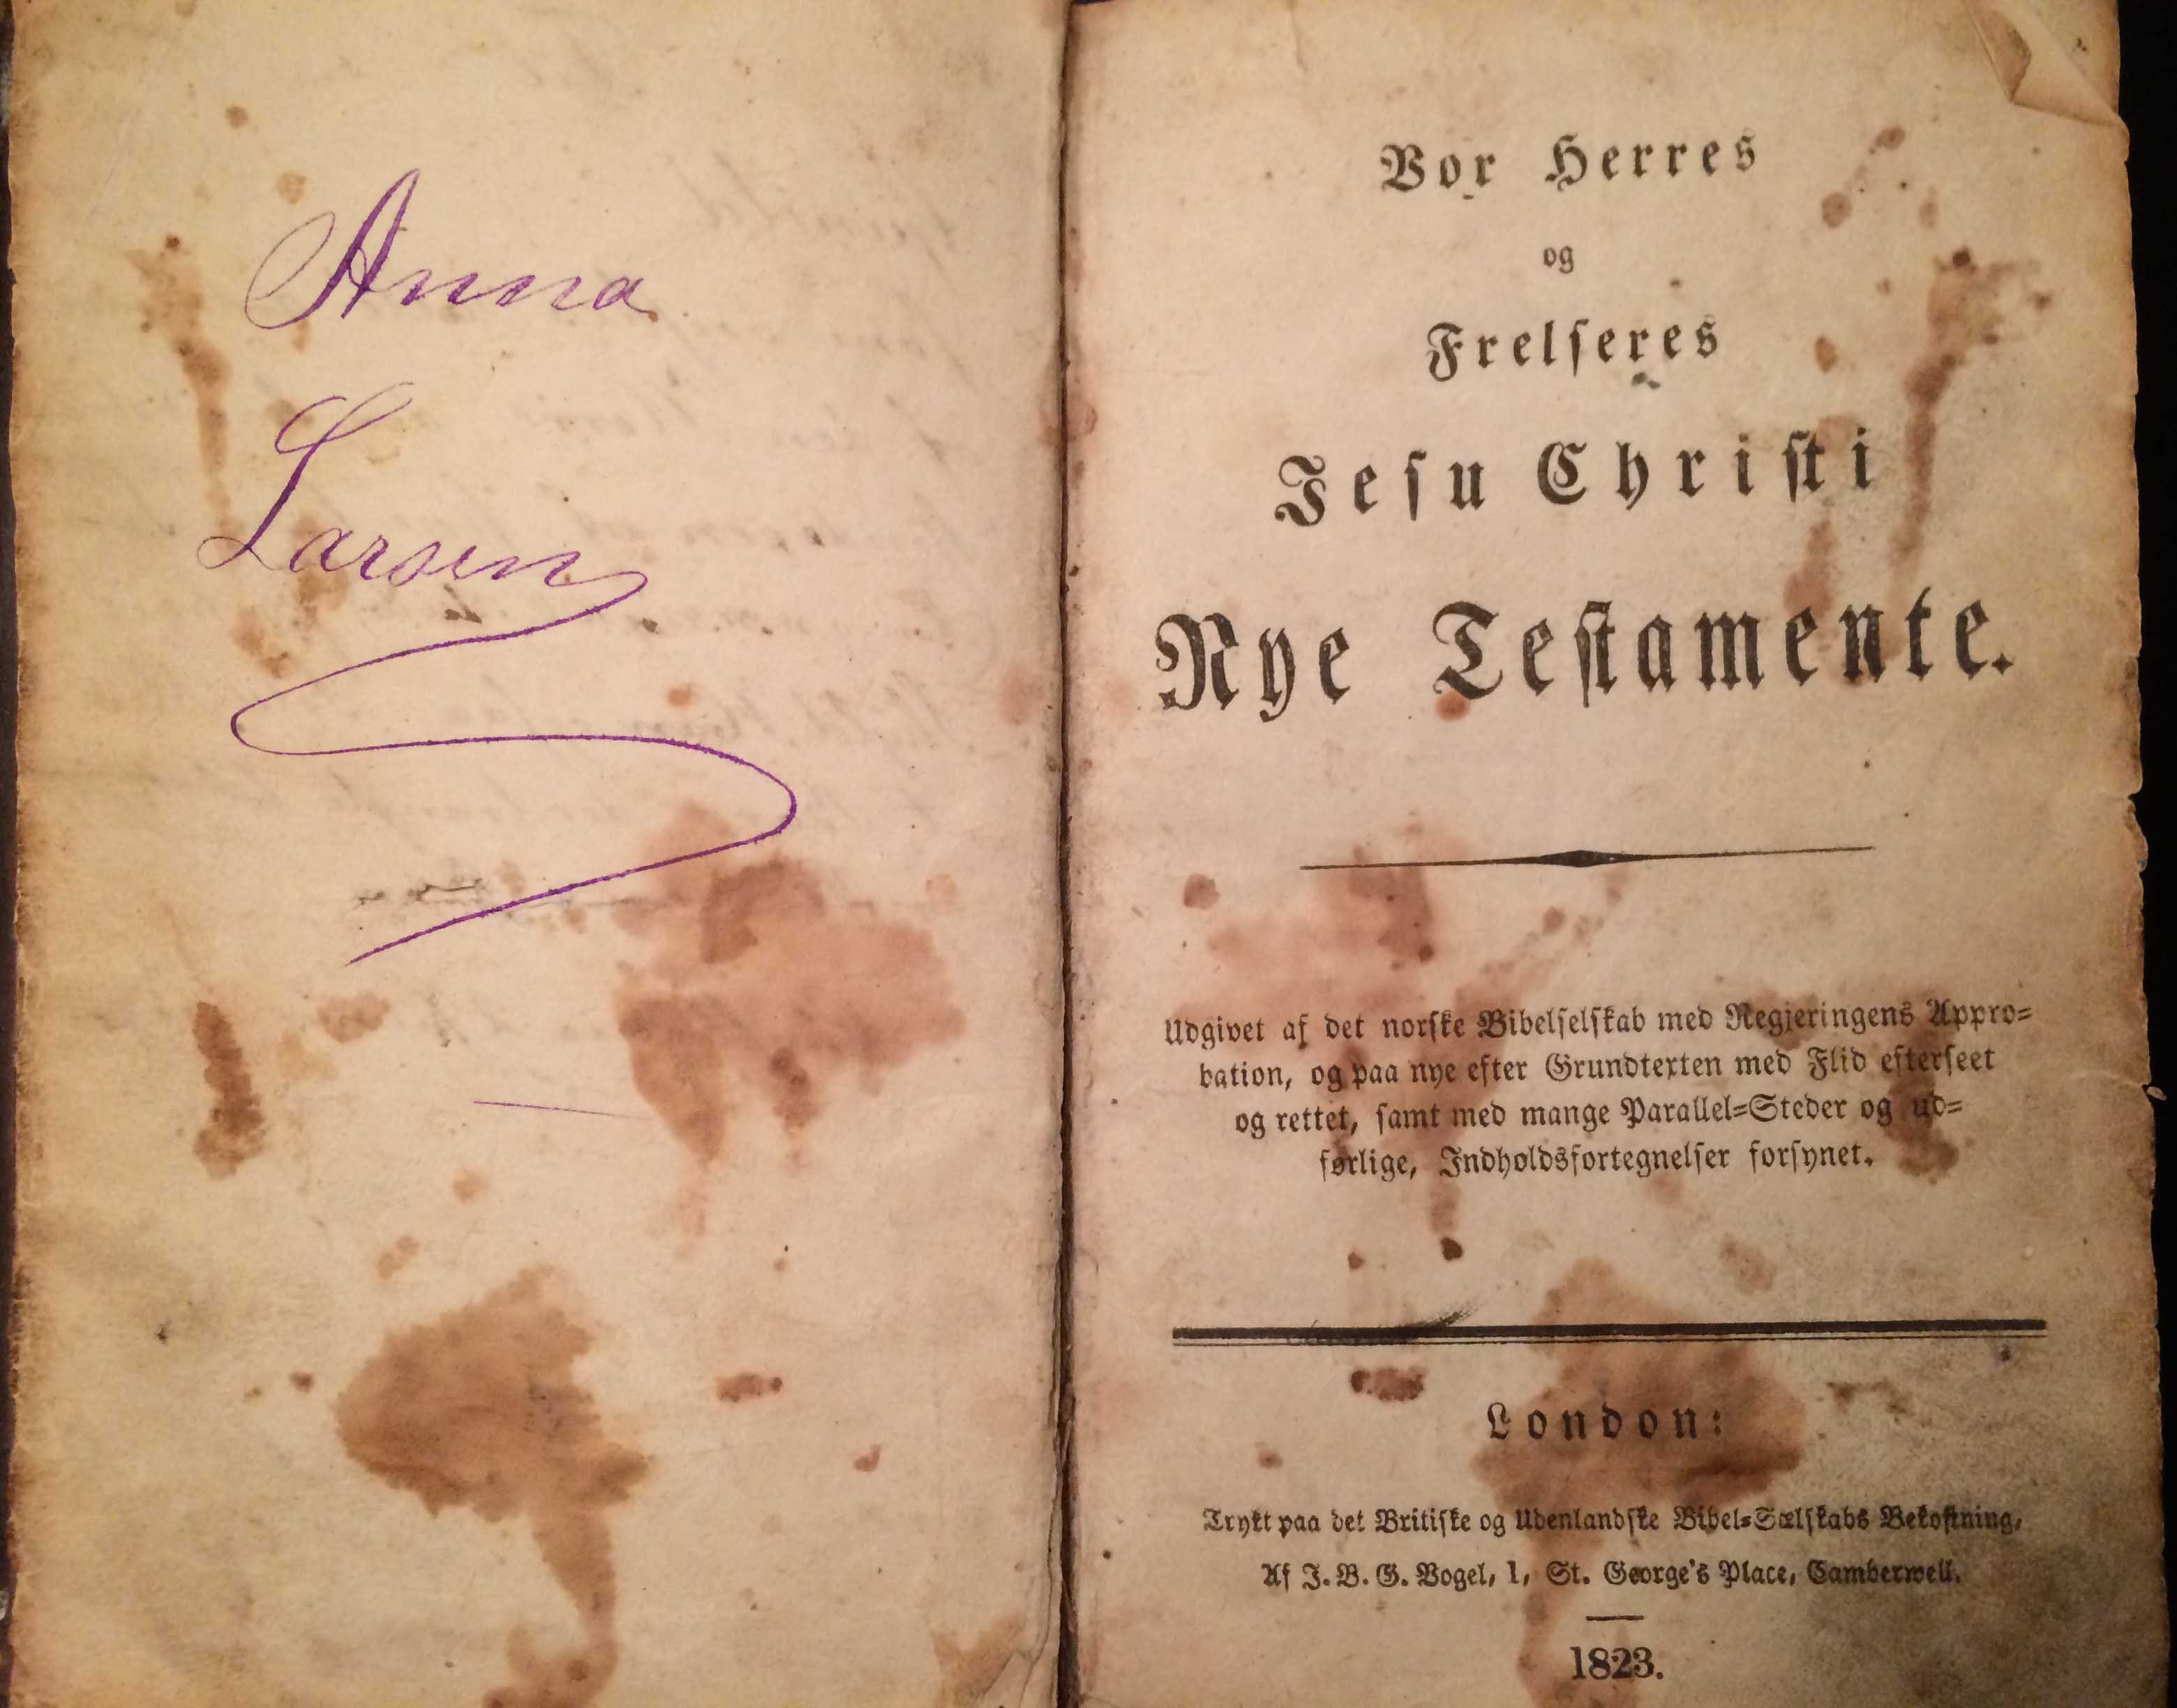 Anna
Larsen
Vor Herres
og
Frelseres
Jesu Christi
Nye Testamente.
Udgivet af det norske Bibelselskab med Regjeringens Appro-
bation, og paa nye efter Grundtexten med Flid efterseet
og rettet, samt med mange Parallel-Steder og ud-
førlige, Indholdsfortegnelser forsynet.
London:
Trykt paa det Britiske og Udenlandske Bibel-Sælskabs Bekostning,
Af J. B. G. Vogel, 1, St. George's Place, Camberwell.
1823.